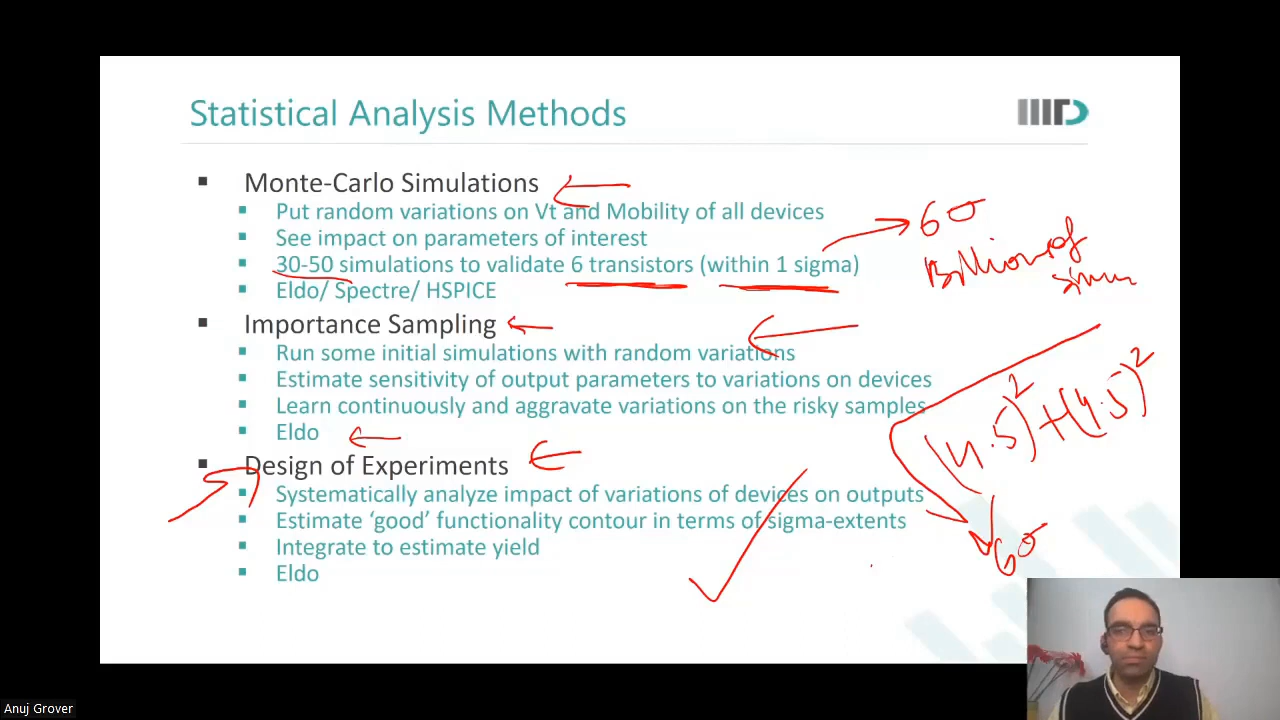 Statistical Analysis Methods
IIITD
Monte-Carlo Simulations
Put random variations on Vt and Mobility of all devices
See impact on parameters of interest
30-50 simulations to validate 6 transistors (within 1 sigma)
6σ
Billions of
simu
Eldo/ Spectre/ HSPICE
Importance Sampling
Run some initial simulations with random variations
Estimate sensitivity of output parameters to variations on devices
Learn continuously and aggravate variations on the risky samples
(4.5)²+(4.5)²
6σ
Eldo
Design of Experiments
Systematically analyze impact of variations of devices on outputs
Estimate ‘good’ functionality contour in terms of sigma-extents
Integrate to estimate yield
Eldo
Anuj Grover